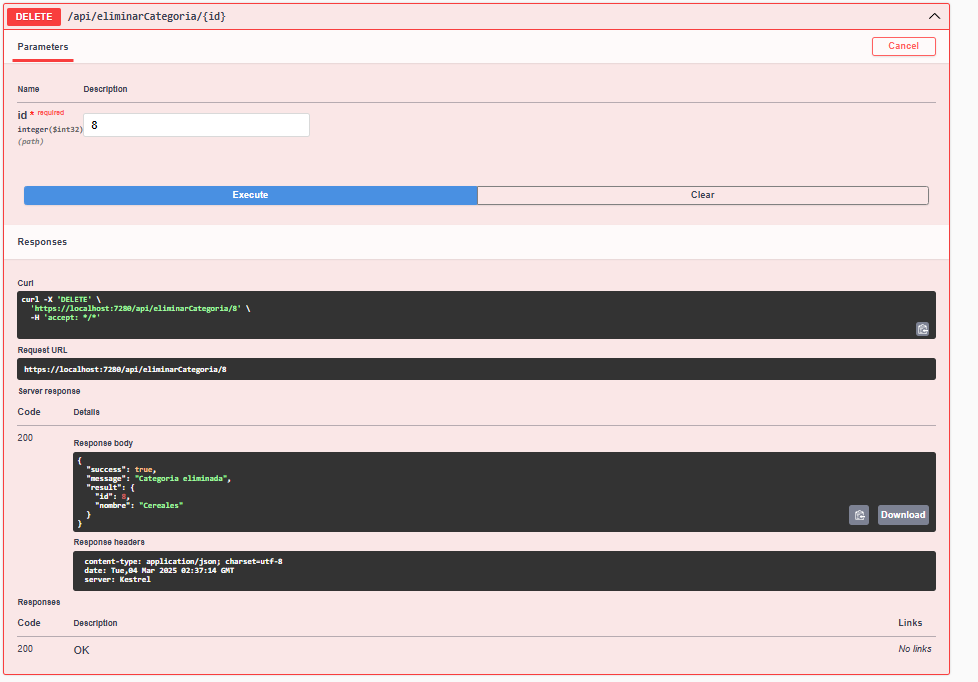 DELETE /api/eliminarCategoria/{id}
Parameters
Cancel
Name Description
id * required
integer($int32)
(path)
8
Execute Clear
Responses
Curl
curl -X 'DELETE' \
'https://localhost:7280/api/eliminarCategoria/8' \
-H 'accept: */*'
Request URL
https://localhost:7280/api/eliminarCategoria/8
Server response
Code Details
200
Response body
{
"success": true,
"message": "Categoria eliminada",
"result": {
"id": 8,
"nombre": "Cereales"
}
}
Download
Response headers
content-type: application/json; charset=utf-8
date: Tue,04 Mar 2025 02:37:14 GMT
server: Kestrel
Responses
Code Description Links
200 OK No links